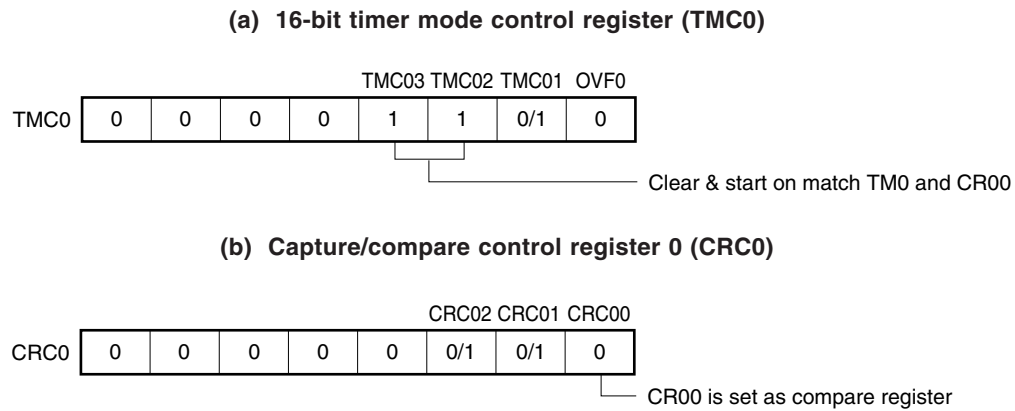 (a) 16-bit timer mode control register (TMC0)
TMC03 TMC02 TMC01 OVF0
TMC0 0 0 0 0 1 1 0/1 0
Clear & start on match TM0 and CR00
(b) Capture/compare control register 0 (CRC0)
CRC02 CRC01 CRC00
CRC0 0 0 0 0 0 0/1 0/1 0
CR00 is set as compare register